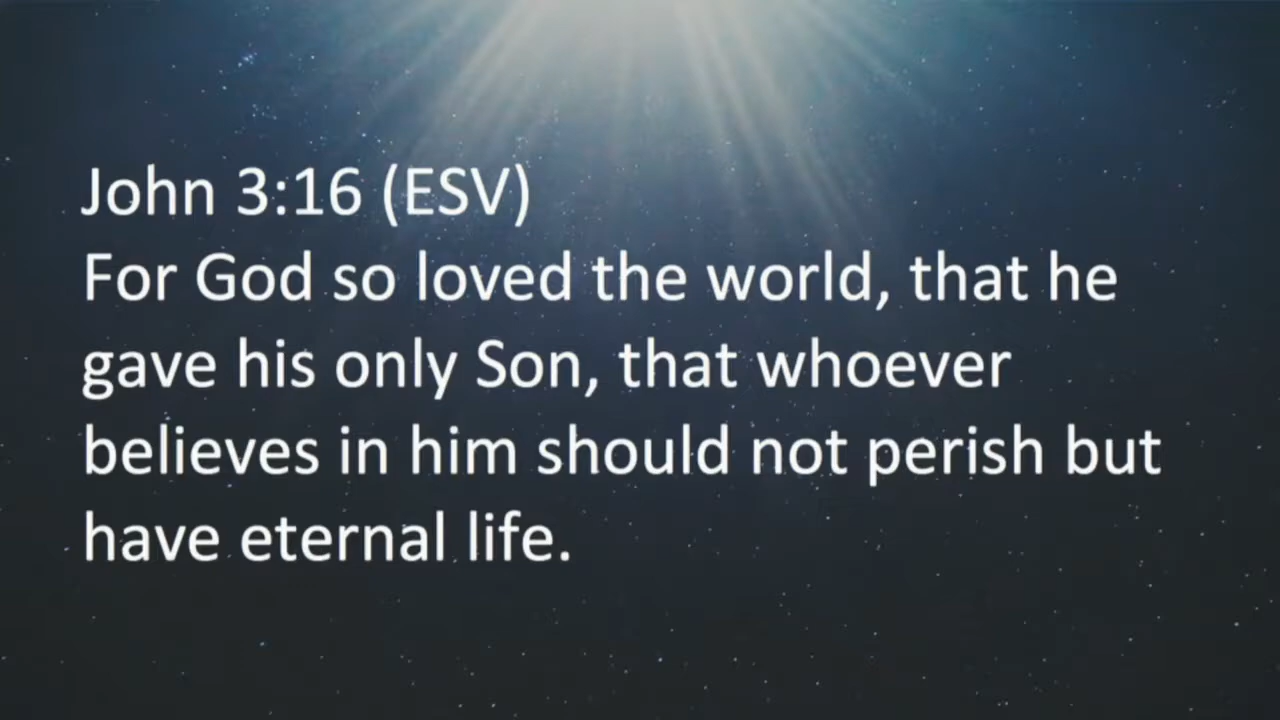 John 3:16 (ESV)
For God so loved the world, that he
gave his only Son, that whoever
believes in him should not perish but
have eternal life.